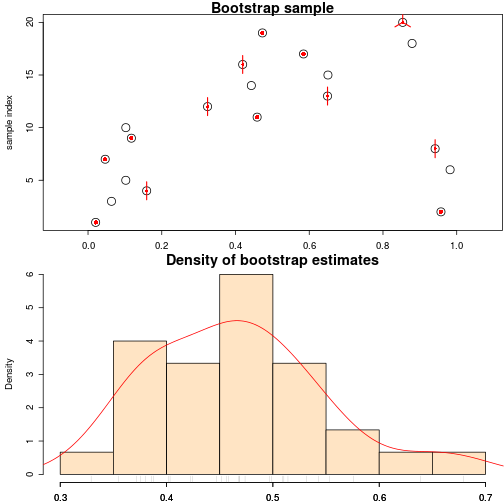 Bootstrap sample
sample index
20
15
10
5
0.0 0.2 0.4 0.6 0.8 1.0
Density of bootstrap estimates
Density
6
5
4
3
2
1
0
0.3 0.4 0.5 0.6 0.7